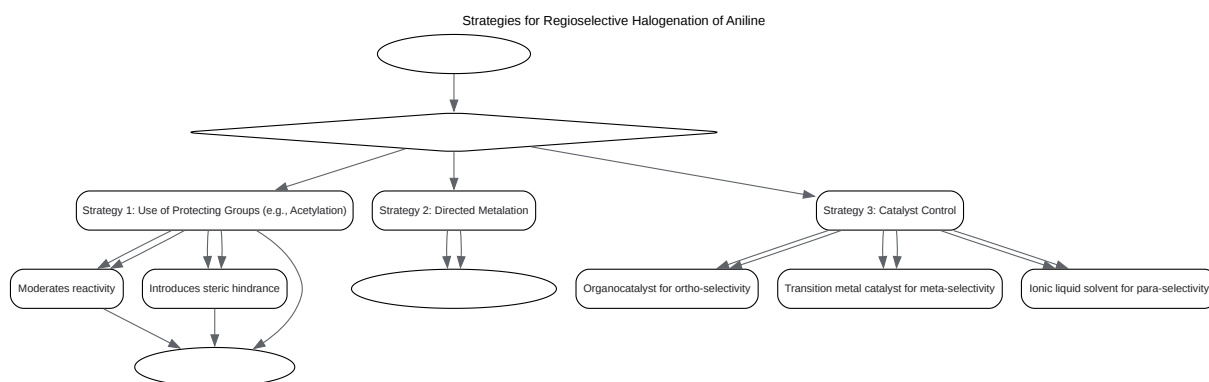 Strategies for Regioselective Halogenation of Aniline
Strategy 1: Use of Protecting Groups (e.g., Acetylation)
Strategy 2: Directed Metalation
Strategy 3: Catalyst Control
Moderates reactivity
Introduces steric hindrance
Organocatalyst for ortho-selectivity
Transition metal catalyst for meta-selectivity
Ionic liquid solvent for para-selectivity